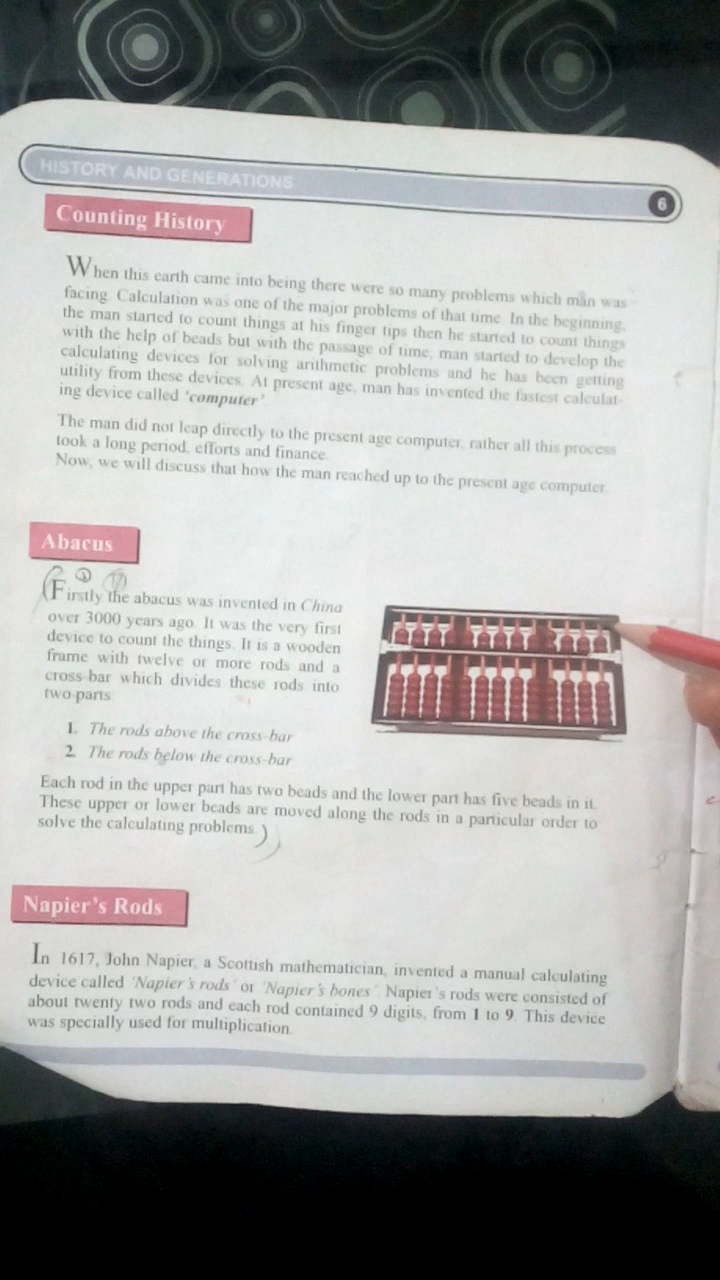 HISTORY AND GENERATIONS
6
Counting History
When this earth came into being there were so many problems which man was
facing. Calculation was one of the major problems of that time. In the beginning,
the man started to count things at his finger tips then he started to count things
with the help of beads but with the passage of time, man started to develop the
calculating devices for solving arithmetic problems and he has been getting
utility from these devices. At present age, man has invented the fastest calculat-
ing device called 'computer'.
The man did not leap directly to the present age computer, rather all this process
took a long period, efforts and finance.
Now, we will discuss that how the man reached up to the present age computer.
Abacus
Firstly the abacus was invented in China
over 3000 years ago. It was the very first
device to count the things. It is a wooden
frame with twelve or more rods and a
cross-bar which divides these rods into
two parts
1. The rods above the cross-bar
2. The rods below the cross-bar
Each rod in the upper part has two beads and the lower part has five beads in it.
These upper or lower beads are moved along the rods in a particular order to
solve the calculating problems.
Napier's Rods
In 1617, John Napier, a Scottish mathematician, invented a manual calculating
device called 'Napier's rods' or 'Napier's bones'. Napier's rods were consisted of
about twenty two rods and each rod contained 9 digits, from 1 to 9. This device
was specially used for multiplication.